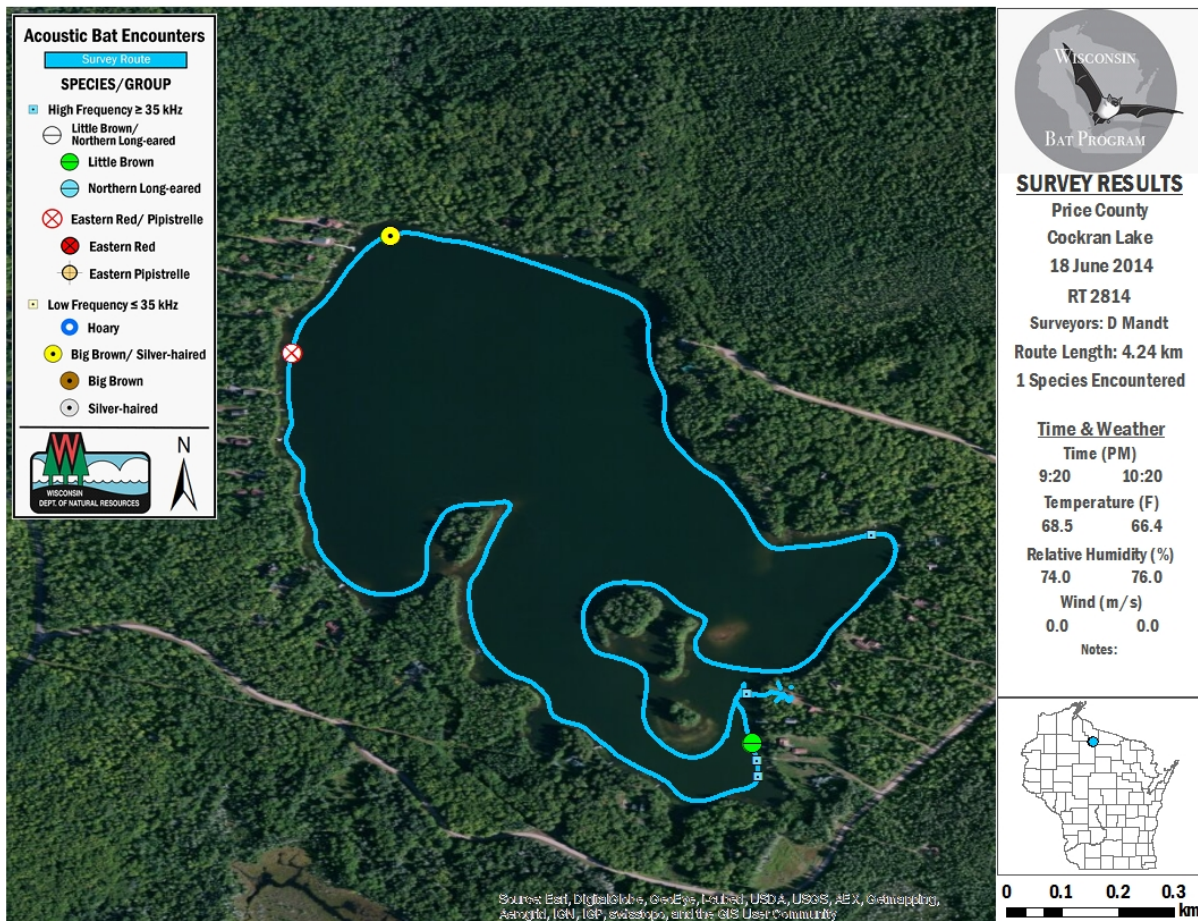 Acoustic Bat Encounters
Survey Route
SPECIES/GROUP
High Frequency ≥ 35 kHz
Little Brown/
Northern Long-eared
Little Brown
Northern Long-eared
Eastern Red/ Pipistrelle
Eastern Red
Eastern Pipistrelle
Low Frequency ≤ 35 kHz
Hoary
Big Brown/ Silver-haired
Big Brown
Silver-haired
W
WISCONSIN
DEPT. OF NATURAL RESOURCES
N
WISCONSIN
BAT PROGRAM
SURVEY RESULTS
Price County
Cockran Lake
18 June 2014
RT 2814
Surveyors: D Mandt
Route Length: 4.24 km
1 Species Encountered
Time & Weather
Time (PM)
9:20 10:20
Temperature (F)
68.5 66.4
Relative Humidity (%)
74.0 76.0
Wind (m/s)
0.0 0.0
Notes:
0 0.1 0.2 0.3
km
Source: Esri, DigitalGlobe, GeoEye, i-cubed, USDA, USGS, AEX, Getmapping,
Aerogrid, IGN, IGP, swisstopo, and the GIS User Community